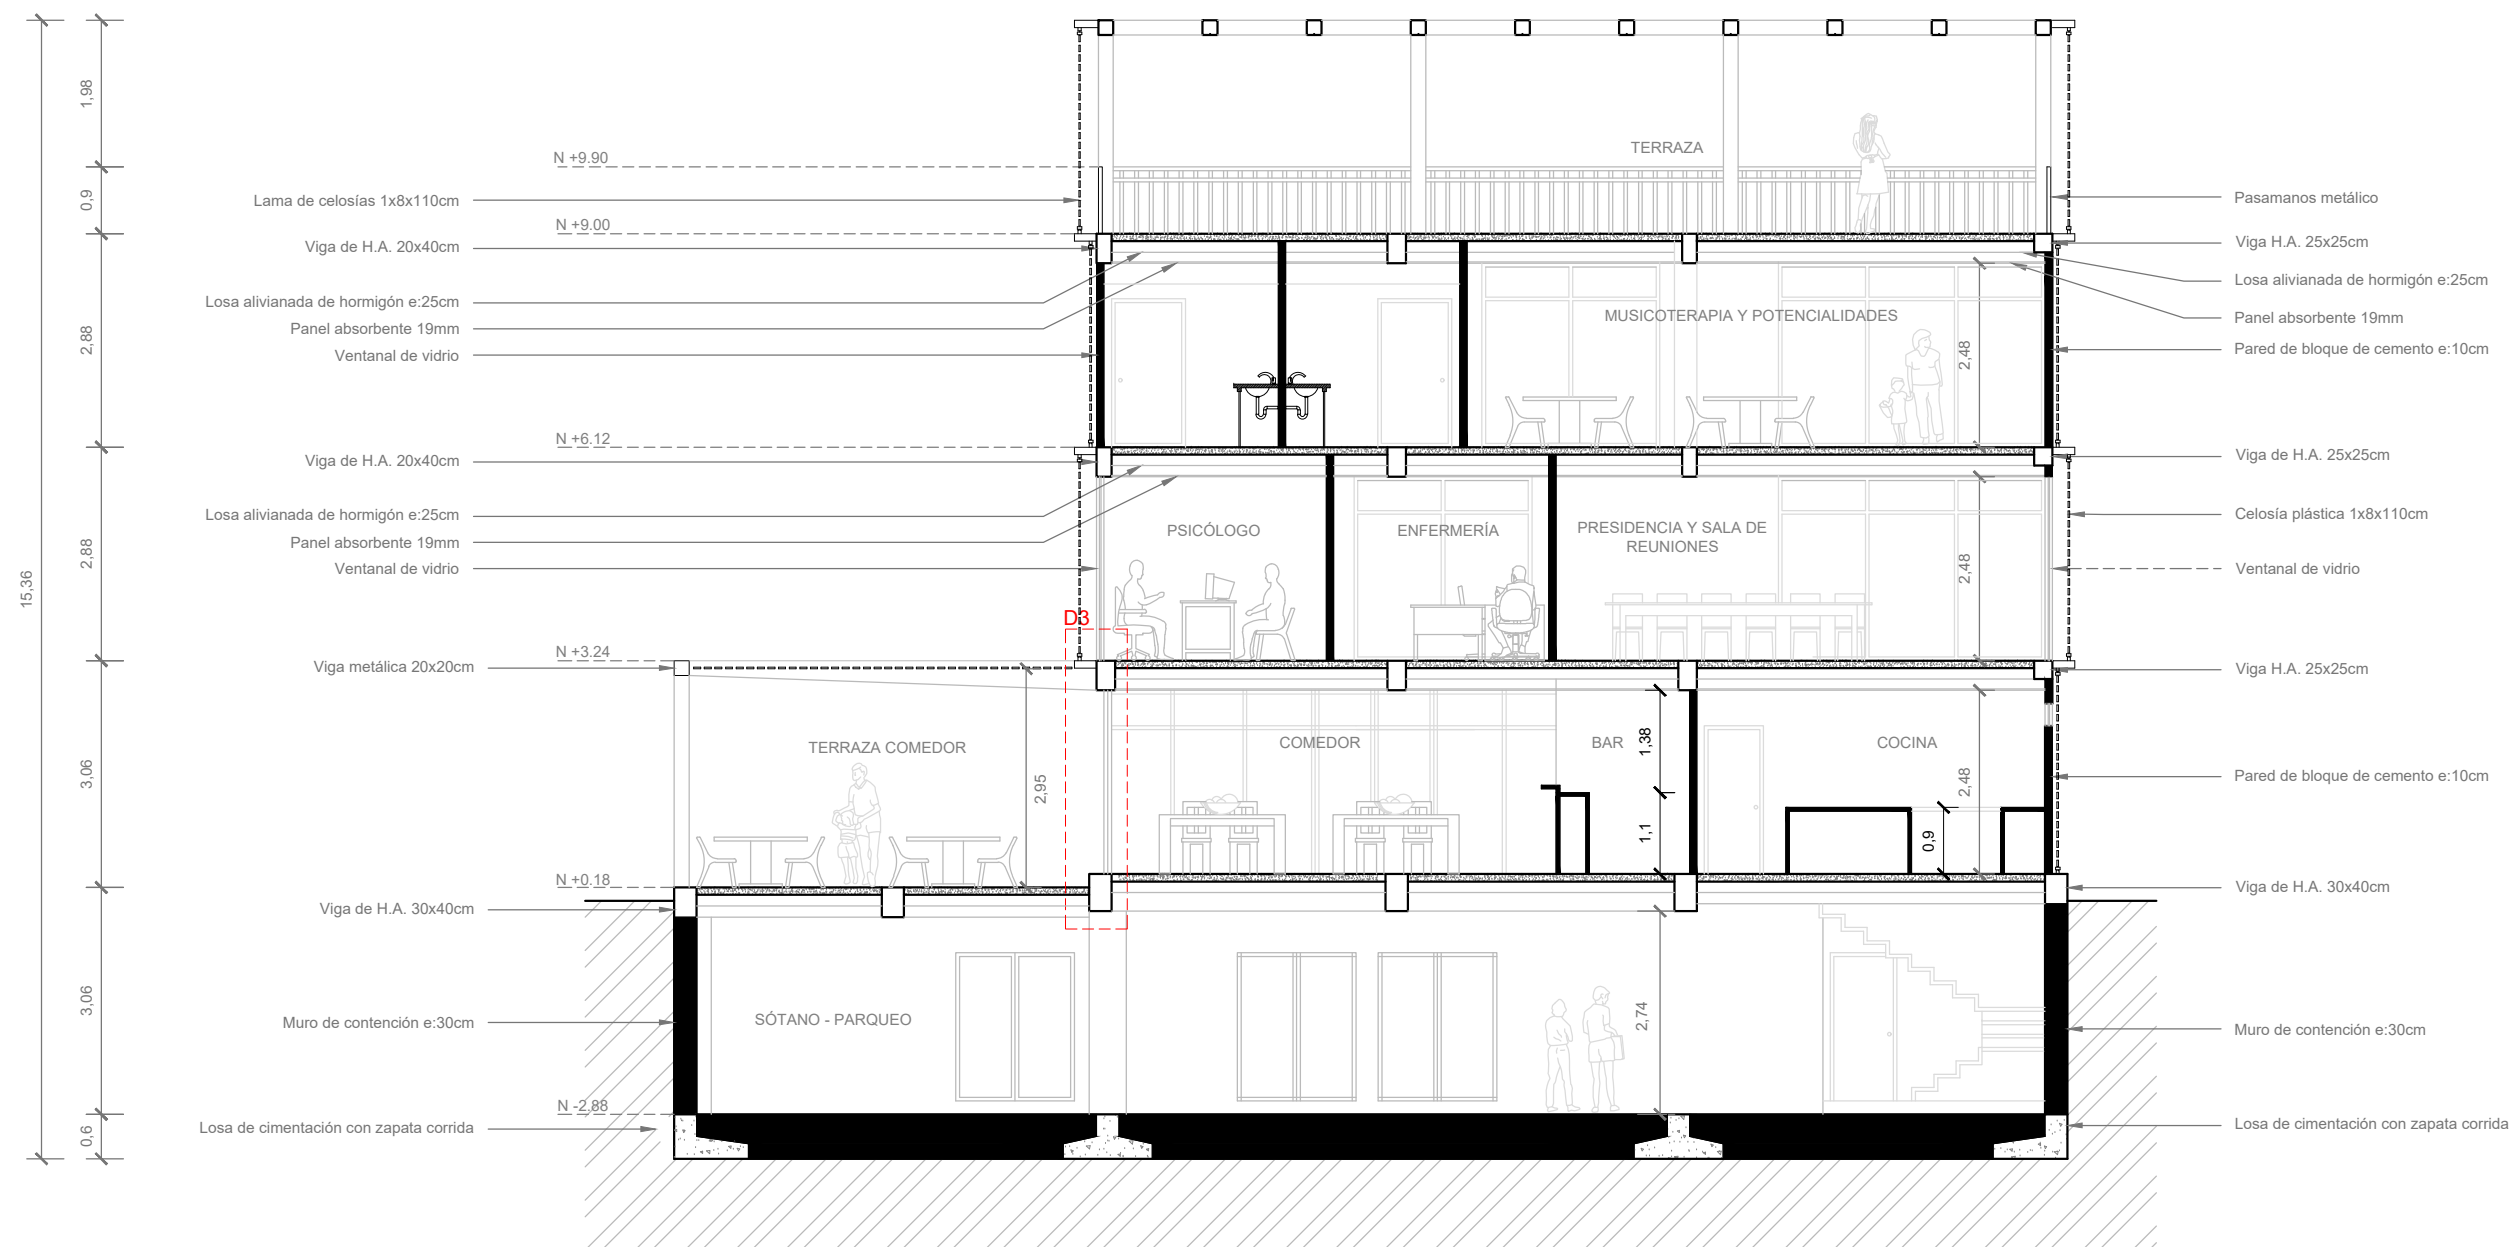 1,98
0,9
2,88
2,88
15,36
3,06
3,06
0,6
N +9.90
Lama de celosías 1x8x110cm
N +9.00
Viga de H.A. 20x40cm
Losa alivianada de hormigón e:25cm
Panel absorbente 19mm
Ventanal de vidrio
N +6.12
Viga de H.A. 20x40cm
Losa alivianada de hormigón e:25cm
Panel absorbente 19mm
Ventanal de vidrio
N +3.24
Viga metálica 20x20cm
N +0.18
Viga de H.A. 30x40cm
Muro de contención e:30cm
N -2.88
Losa de cimentación con zapata corrida
TERRAZA
MUSICOTERAPIA Y POTENCIALIDADES
2,48
PSICÓLOGO
ENFERMERÍA
PRESIDENCIA Y SALA DE
REUNIONES
2,48
D3
TERRAZA COMEDOR
2,95
COMEDOR
BAR
1,38
1,1
COCINA
2,48
0,9
SÓTANO - PARQUEO
2,74
Pasamanos metálico
Viga H.A. 25x25cm
Losa alivianada de hormigón e:25cm
Panel absorbente 19mm
Pared de bloque de cemento e:10cm
Viga de H.A. 25x25cm
Celosía plástica 1x8x110cm
Ventanal de vidrio
Viga H.A. 25x25cm
Pared de bloque de cemento e:10cm
Viga de H.A. 30x40cm
Muro de contención e:30cm
Losa de cimentación con zapata corrida